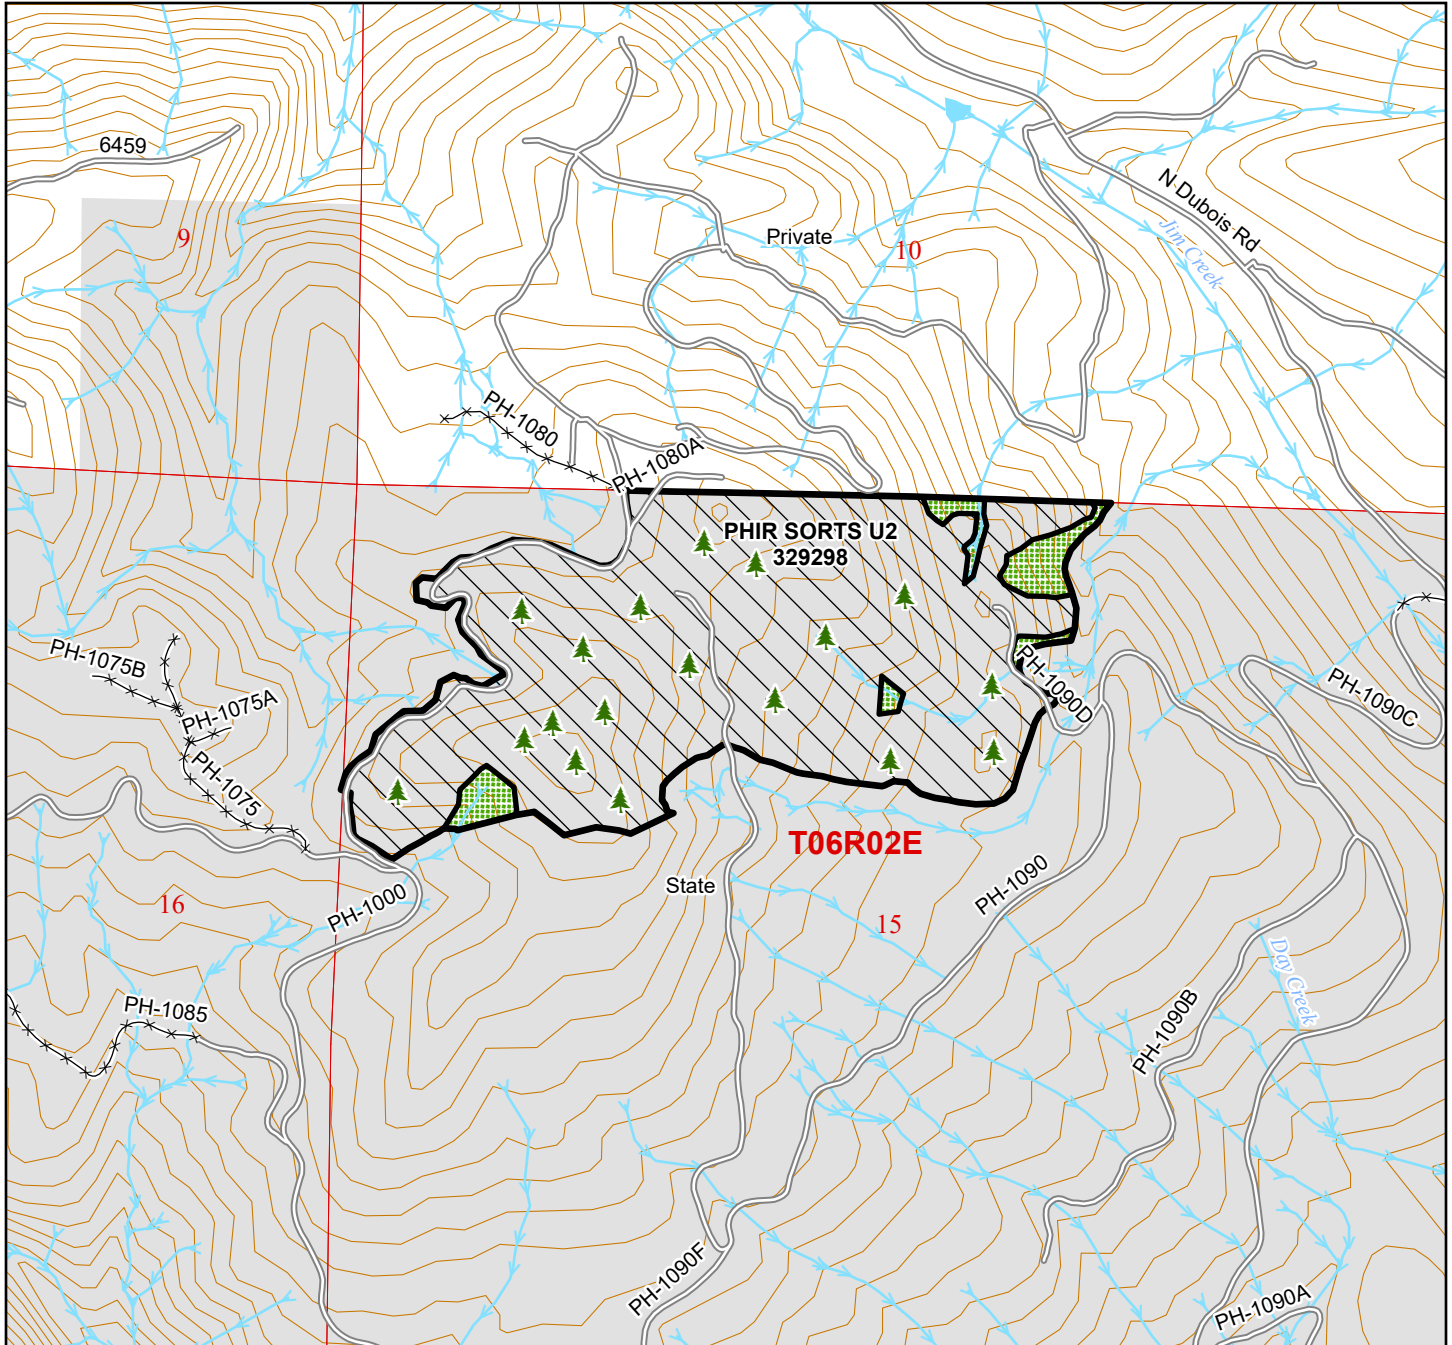 6459
N Dubois Rd
Private
9
10
Jim Creek
PH-1080
PH-1080A
PHIR SORTS U2
329298
PH-1075B
PH-1075A
PH-1075
PH-1090D
PH-1090C
T06R02E
State
PH-1090
PH-1000
16
15
Day Creek
PH-1085
PH-1090B
PH-1090F
PH-1090A